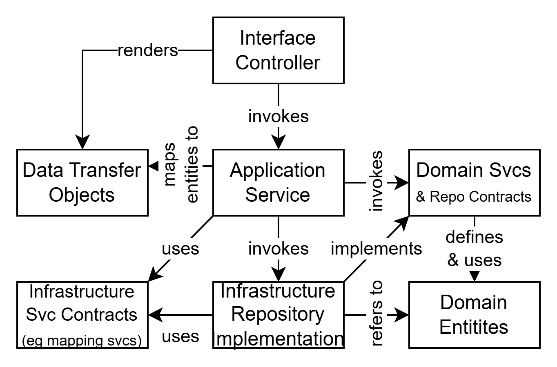 Interface
Controller
renders
invokes
Data Transfer
Objects
maps
entities to
Application
Service
invokes
Domain Svcs
& Repo Contracts
uses
invokes
implements
defines
& uses
Infrastructure
Svc Contracts
(eg mapping svcs)
uses
Infrastructure
Repository
Implementation
refers to
Domain
Entitites